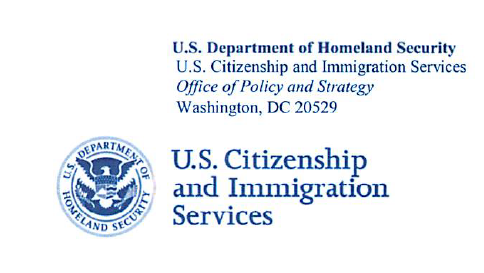 U.S. Department of Homeland Security
U.S. Citizenship and Immigration Services
Office of Policy and Strategy
Washington, DC 20529
U.S. DEPARTMENT OF
HOMELAND SECURITY
U.S. Citizenship
and Immigration
Services